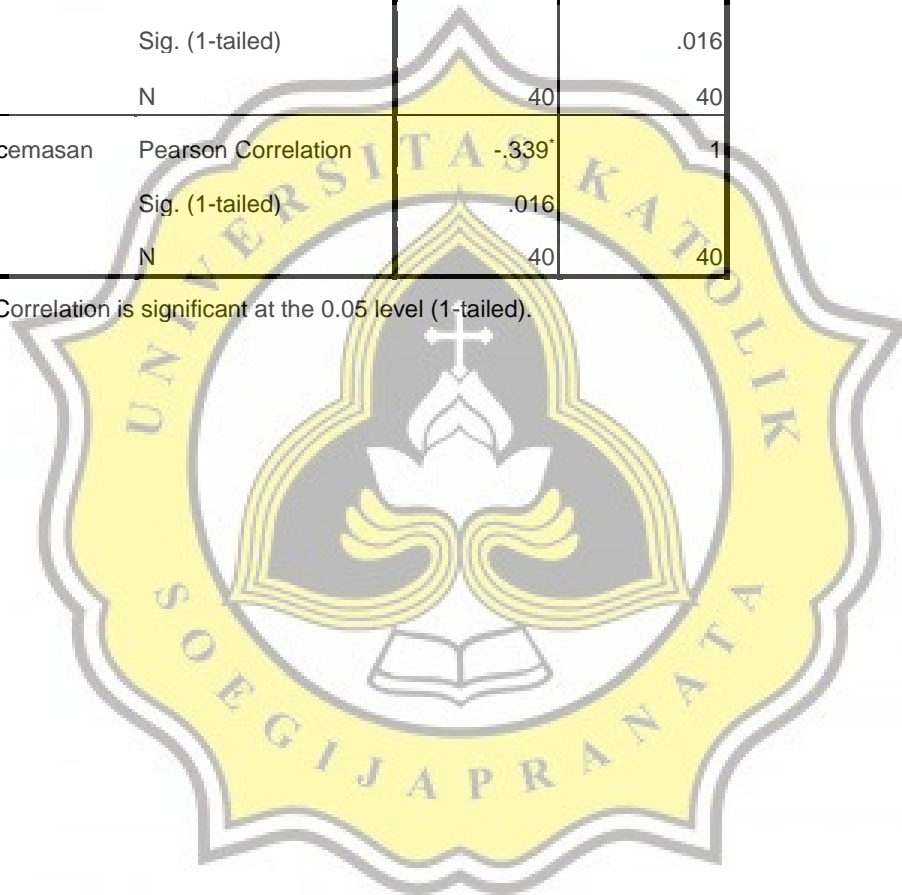 Sig. (1-tailed) .016
N 40 40
cemasan Pearson Correlation -.339* 1
Sig. (1-tailed) .016
N 40 40
Correlation is significant at the 0.05 level (1-tailed).
UNIVERSITAS KATOLIK
SOEGIJAPRANATA